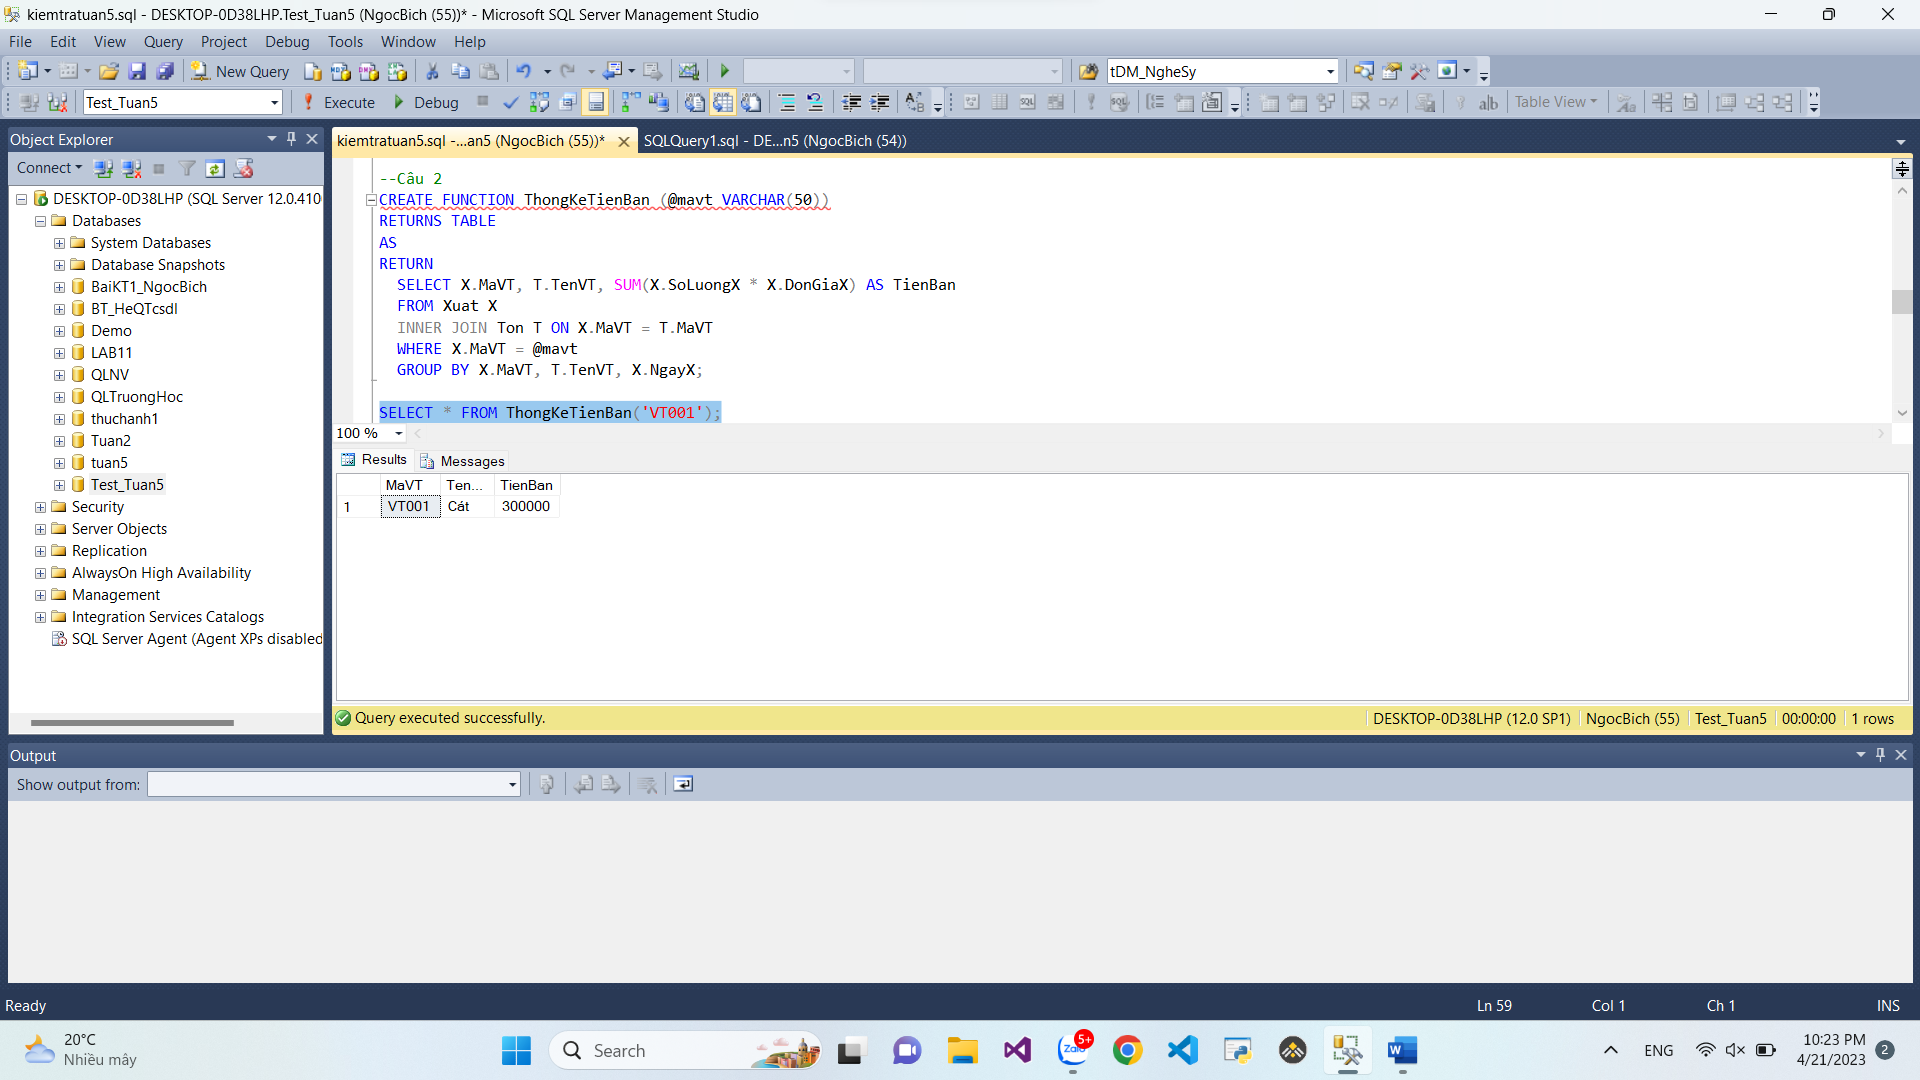 kiemtratuan5.sql - DESKTOP-0D38LHP.Test_Tuan5 (NgocBich (55))* - Microsoft SQL Server Management Studio
File Edit View Query Project Debug Tools Window Help
New Query tDM_NgheSy
Test_Tuan5 Execute Debug Table View
Object Explorer
Connect
DESKTOP-0D38LHP (SQL Server 12.0.410
Databases
System Databases
Database Snapshots
BaiKT1_NgocBich
BT_HeQTcsdl
Demo
LAB11
QLNV
QLTruongHoc
thuchanh1
Tuan2
tuan5
Test_Tuan5
Security
Server Objects
Replication
AlwaysOn High Availability
Management
Integration Services Catalogs
SQL Server Agent (Agent XPs disabled
kiemtratuan5.sql -...an5 (NgocBich (55))* SQLQuery1.sql - DE...n5 (NgocBich (54))
--Câu 2
CREATE FUNCTION ThongKeTienBan (@mavt VARCHAR(50))
RETURNS TABLE
AS
RETURN
SELECT X.MaVT, T.TenVT, SUM(X.SoLuongX * X.DonGiaX) AS TienBan
FROM Xuat X
INNER JOIN Ton T ON X.MaVT = T.MaVT
WHERE X.MaVT = @mavt
GROUP BY X.MaVT, T.TenVT, X.NgayX;
SELECT * FROM ThongKeTienBan('VT001');
100 %
Results Messages
MaVT Ten... TienBan
1 VT001 Cát 300000
Query executed successfully. DESKTOP-0D38LHP (12.0 SP1) NgocBich (55) Test_Tuan5 00:00:00 1 rows
Output
Show output from:
Ready Ln 59 Col 1 Ch 1 INS
20°C
Nhiều mây
Search
5+
Zalo
ENG
10:23 PM
4/21/2023
2